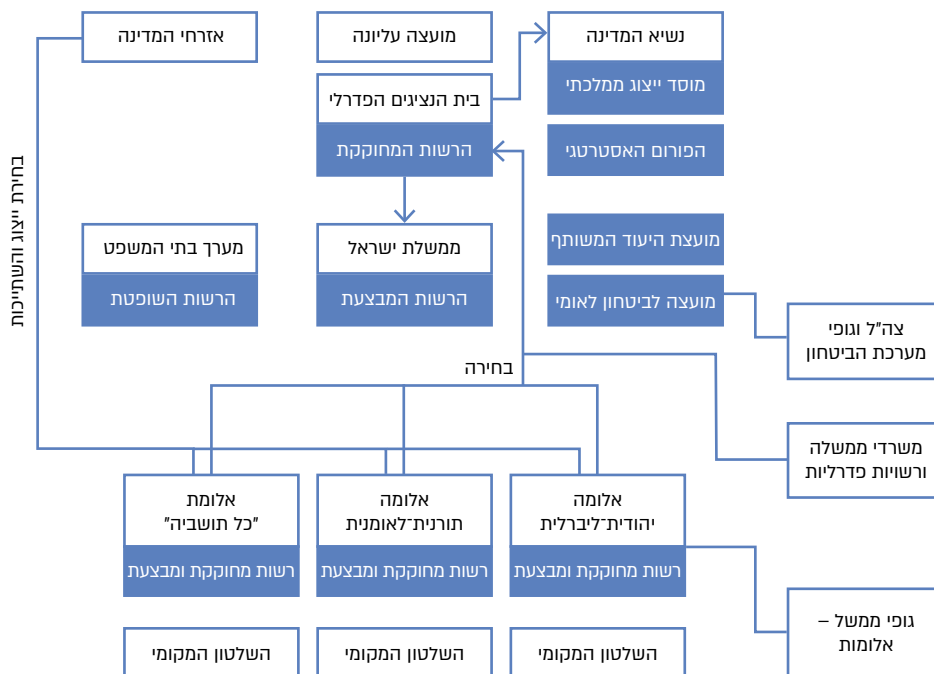 נשיא המדינה
מוסד ייצוג ממלכתי
מועצה עליונה
אזרחי המדינה
בית הנציגים הפדרלי
הרשות המחוקקת
הפורום האסטרטגי
בחירת ייצוג והשתייכות
מועצת היעוד המשותף
ממשלת ישראל
הרשות המבצעת
מערך בתי המשפט
הרשות השופטת
מועצה לביטחון לאומי
צה"ל וגופי
מערכת הביטחון
בחירה
משרדי ממשלה
ורשויות פדרליות
אלומה
יהודית־ליברלית
רשות מחוקקת ומבצעת
אלומה
תורנית־לאומנית
רשות מחוקקת ומבצעת
אלומת
"כל תושביה"
רשות מחוקקת ומבצעת
גופי ממשל –
אלומות
השלטון המקומי
השלטון המקומי
השלטון המקומי